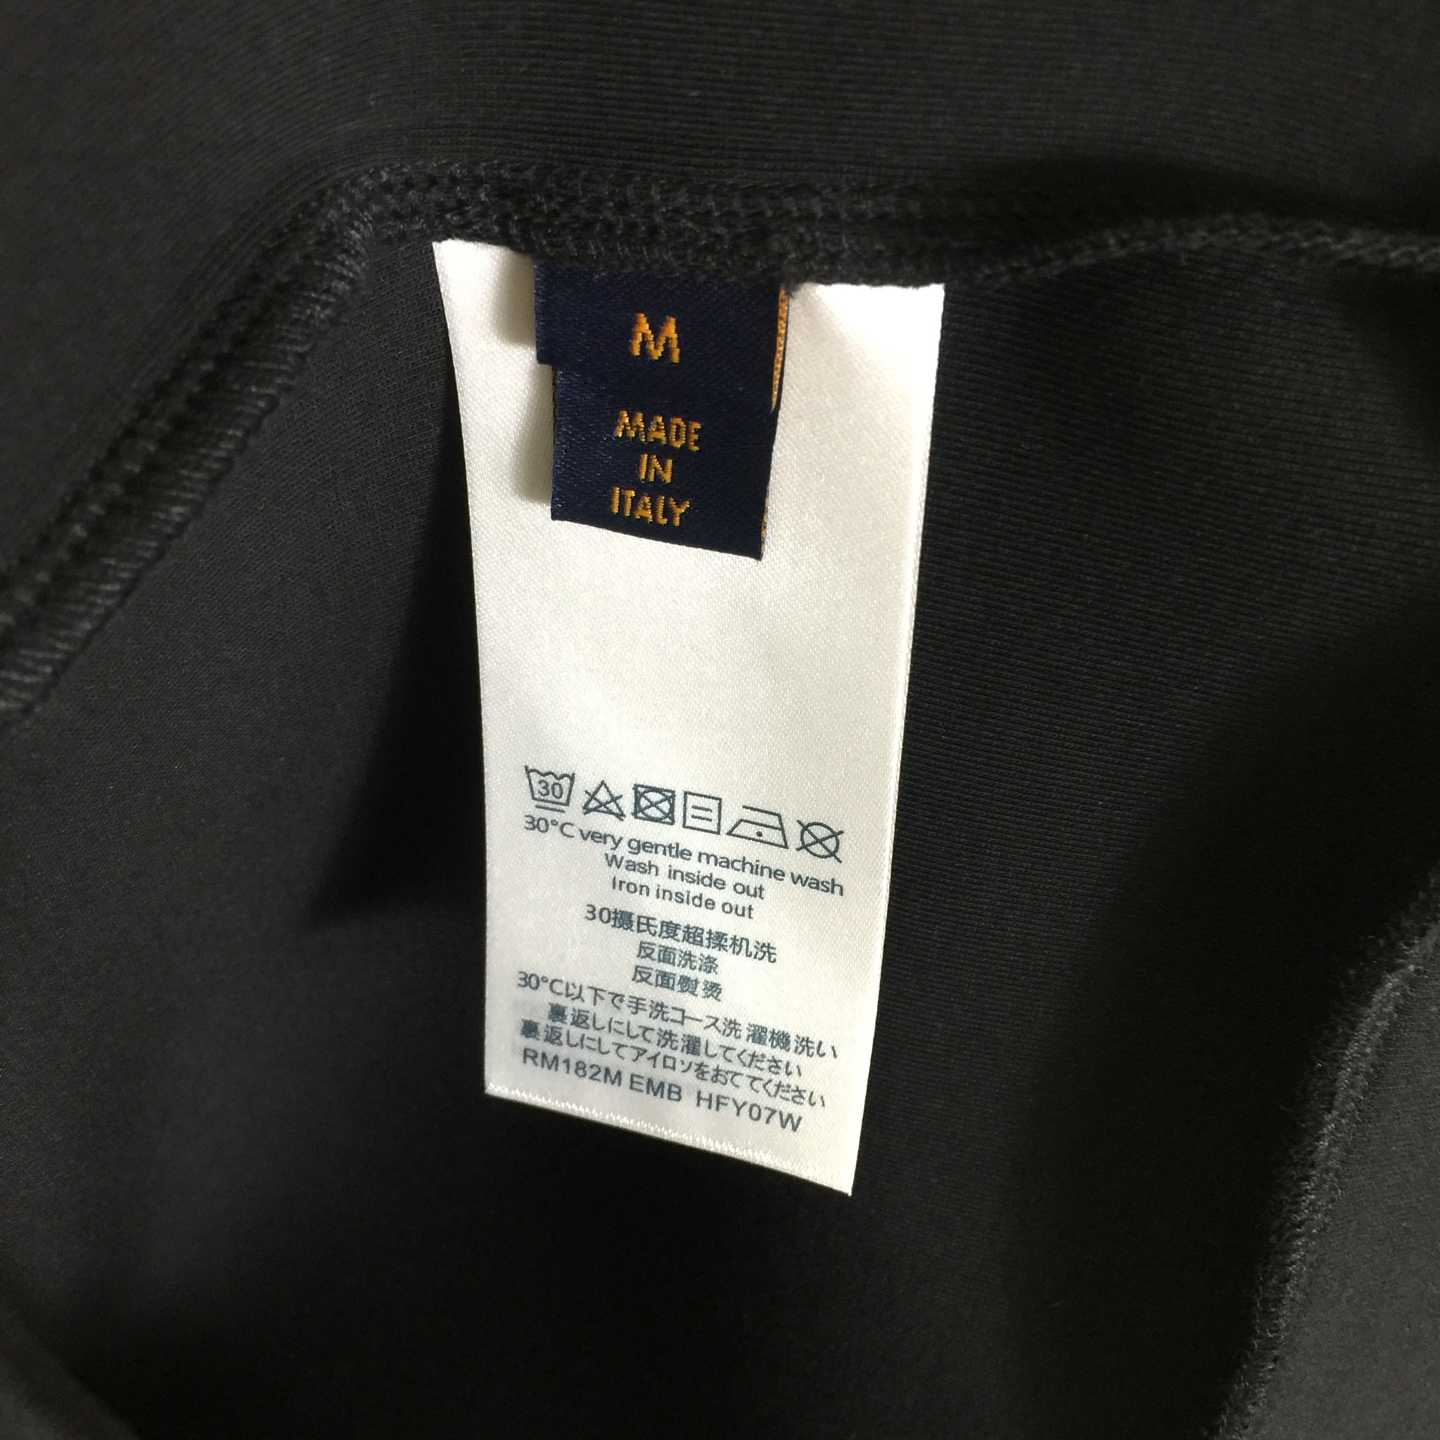 M
MADE
IN
ITALY
30
30°C very gentle machine wash
Wash inside out
Iron inside out
30摄氏度超揉机洗
反面洗涤
反面熨烫
30°C以下で手洗コース洗濯機洗い
裏返しにして洗濯してください
裏返しにしてアイロソをおててください
RM182M EMB HFY07W